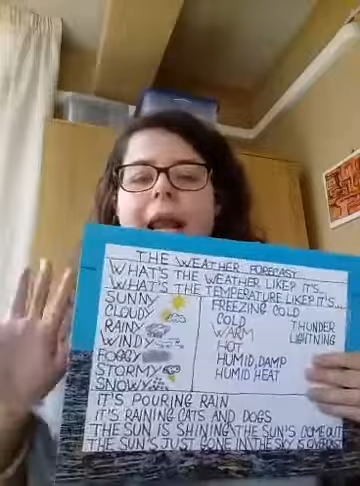 THE WEATHER FORECAST
WHAT'S THE WEATHER LIKE? IT'S...
WHAT'S THE TEMPERATURE LIKE? IT'S...
SUNNY
CLOUDY
RAINY
WINDY
FOGGY
STORMY
SNOWY
FREEZING COLD
COLD
WARM
HOT
HUMID, DAMP
HUMID HEAT
THUNDER
LIGHTNING
IT'S POURING RAIN
IT'S RAINING CATS AND DOGS
THE SUN IS SHINING THE SUN'S COME OUT
THE SUN'S JUST GONE IN THE SKY IS OVERCAST